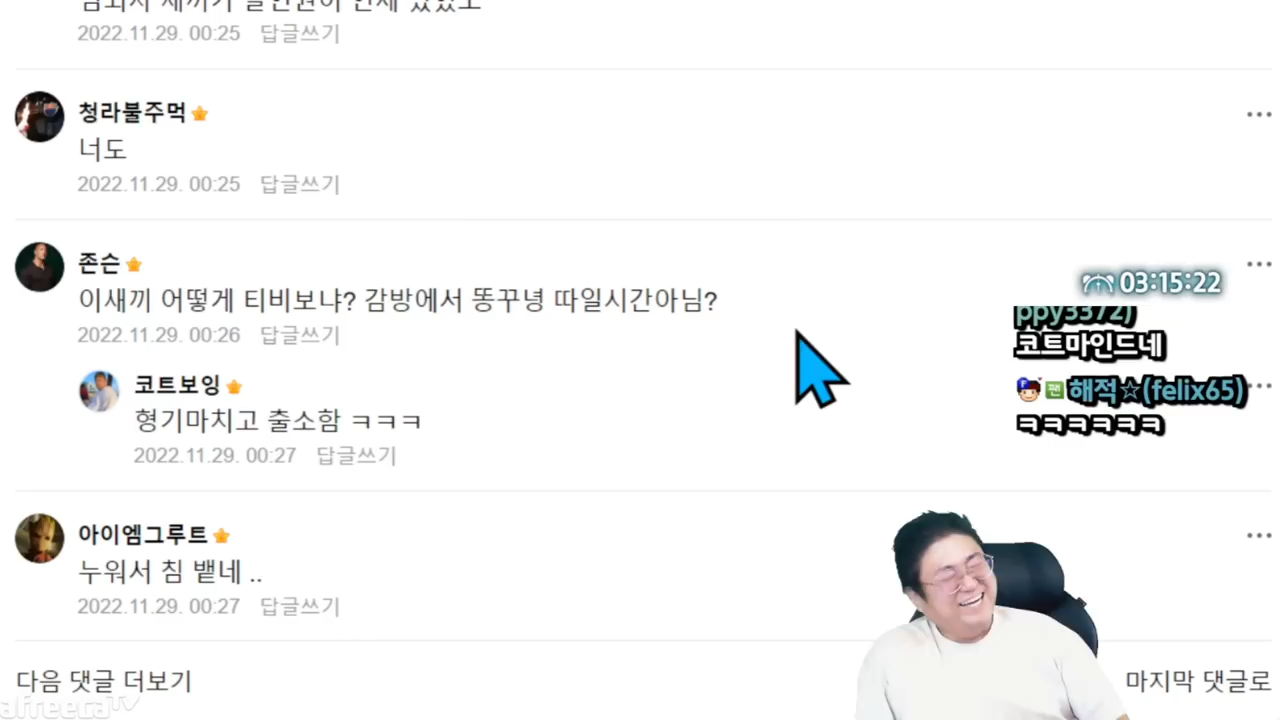 2022.11.29. 00:25 답글쓰기
청라불주먹
너도
2022.11.29. 00:25 답글쓰기
존슨
이새끼 어떻게 티비보냐? 감방에서 똥꾸녕 따일시간아님?
2022.11.29. 00:26 답글쓰기
03:15:22
ppy3372)
코트마인드네
코트보잉
형기마치고 출소함 ㅋㅋㅋ
2022.11.29. 00:27 답글쓰기
F 팬 해적☆(felix65)
ㅋㅋㅋㅋㅋㅋ
아이엠그루트
누워서 침 뱉네 ..
2022.11.29. 00:27 답글쓰기
다음 댓글 더보기
마지막 댓글로
afreecaTV